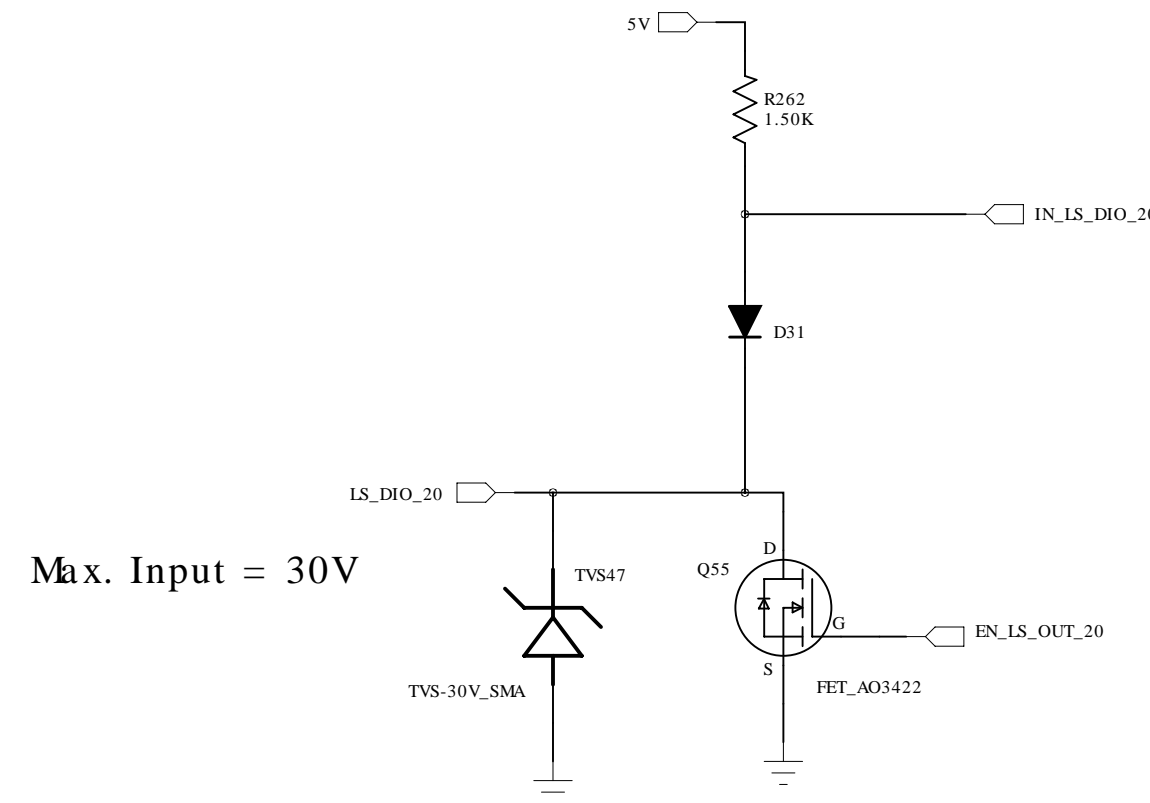 5V
R262
1.50K
IN_LS_DIO_20
D31
LS_DIO_20
Max. Input = 30V
TVS47
TVS-30V_SMA
Q55
D
G
S
EN_LS_OUT_20
FET_AO3422